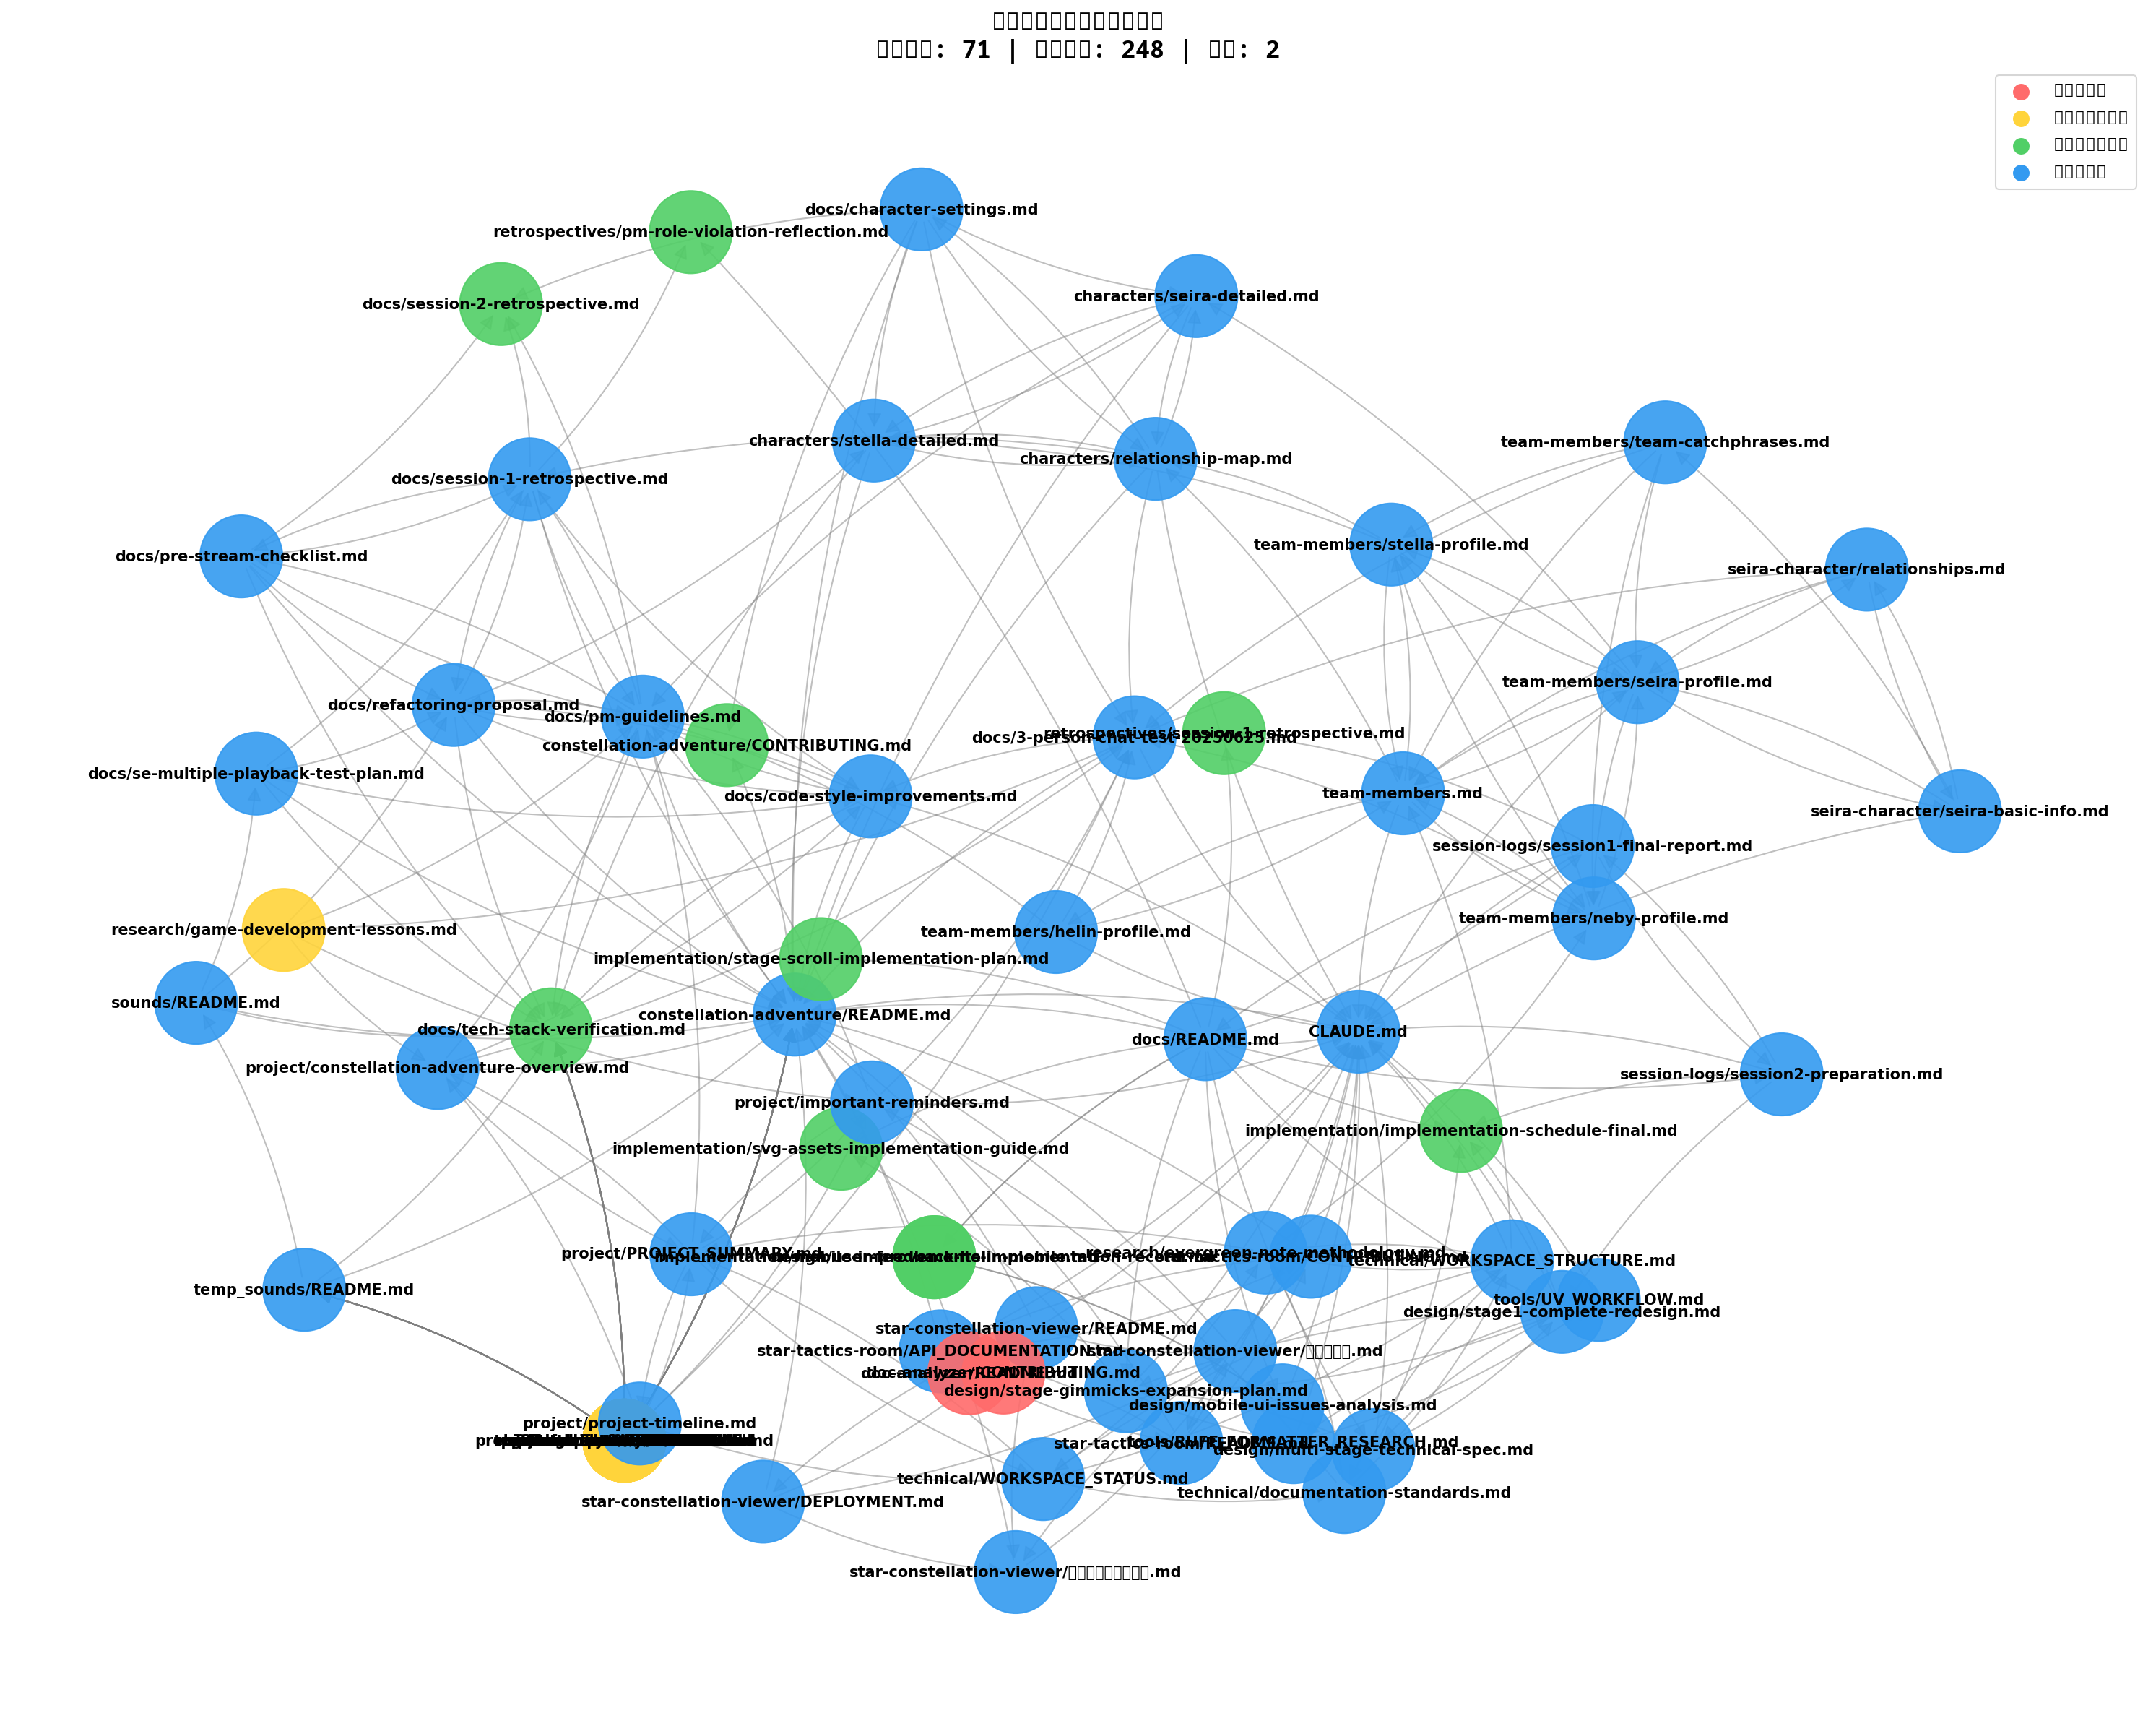 71 | 248 | 2
docs/character-settings.md
retrospectives/pm-role-violation-reflection.md
characters/seira-detailed.md
docs/session-2-retrospective.md
characters/stella-detailed.md
team-members/team-catchphrases.md
characters/relationship-map.md
docs/session-1-retrospective.md
team-members/stella-profile.md
docs/pre-stream-checklist.md
seira-character/relationships.md
team-members/seira-profile.md
docs/refactoring-proposal.md
docs/pm-guidelines.md
retrospectives/session-1-retrospective.md
docs/3-person-chat-test-20250623.md
constellation-adventure/CONTRIBUTING.md
docs/se-multiple-playback-test-plan.md
team-members.md
docs/code-style-improvements.md
seira-character/seira-basic-info.md
session-logs/session1-final-report.md
team-members/neby-profile.md
research/game-development-lessons.md
team-members/helin-profile.md
implementation/stage-scroll-implementation-plan.md
sounds/README.md
constellation-adventure/README.md
docs/tech-stack-verification.md
CLAUDE.md
docs/README.md
project/constellation-adventure-overview.md
session-logs/session2-preparation.md
project/important-reminders.md
implementation/implementation-schedule-final.md
implementation/svg-assets-implementation-guide.md
project/PROJECT_SUMMARY.md
research/evergreen-note-methodology.md
technical/WORKSPACE_STRUCTURE.md
temp_sounds/README.md
tools/UV_WORKFLOW.md
design/stage1-complete-redesign.md
star-constellation-viewer/README.md
star-tactics-room/API_DOCUMENTATION.md
star-constellation-viewer/
.md
doc-analyzer/CONTRIBUTING.md
doc-analyzer/README.md
design/stage-gimmicks-expansion-plan.md
design/mobile-ui-issues-analysis.md
project/project-timeline.md
star-tactics-room/README.md
tools/RUFF_FORMATTER_RESEARCH.md
design/multi-stage-technical-spec.md
technical/WORKSPACE_STATUS.md
technical/documentation-standards.md
star-constellation-viewer/DEPLOYMENT.md
star-constellation-viewer/
.md